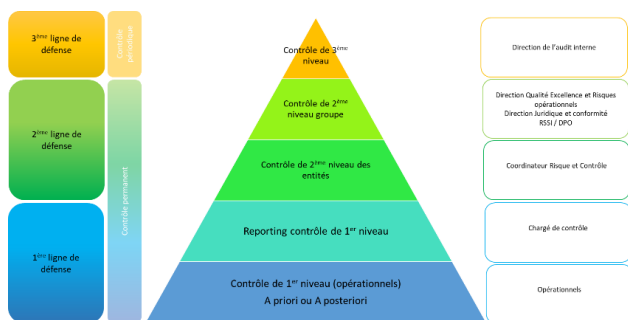 3ème ligne de
défense
Contrôle
périodique
Contrôle de 3ème
niveau
Direction de l'audit interne
2ème ligne de
défense
Contrôle permanent
Contrôle de 2ème
niveau groupe
Direction Qualité Excellence et Risques
opérationnels
Direction Juridique et conformité
RSSI / DPO
Contrôle de 2ème niveau des
entités
Coordinateur Risque et Contrôle
1ère ligne de
défense
Reporting contrôle de 1er niveau
Chargé de contrôle
Contrôle de 1er niveau (opérationnels)
A priori ou A posteriori
Opérationnels